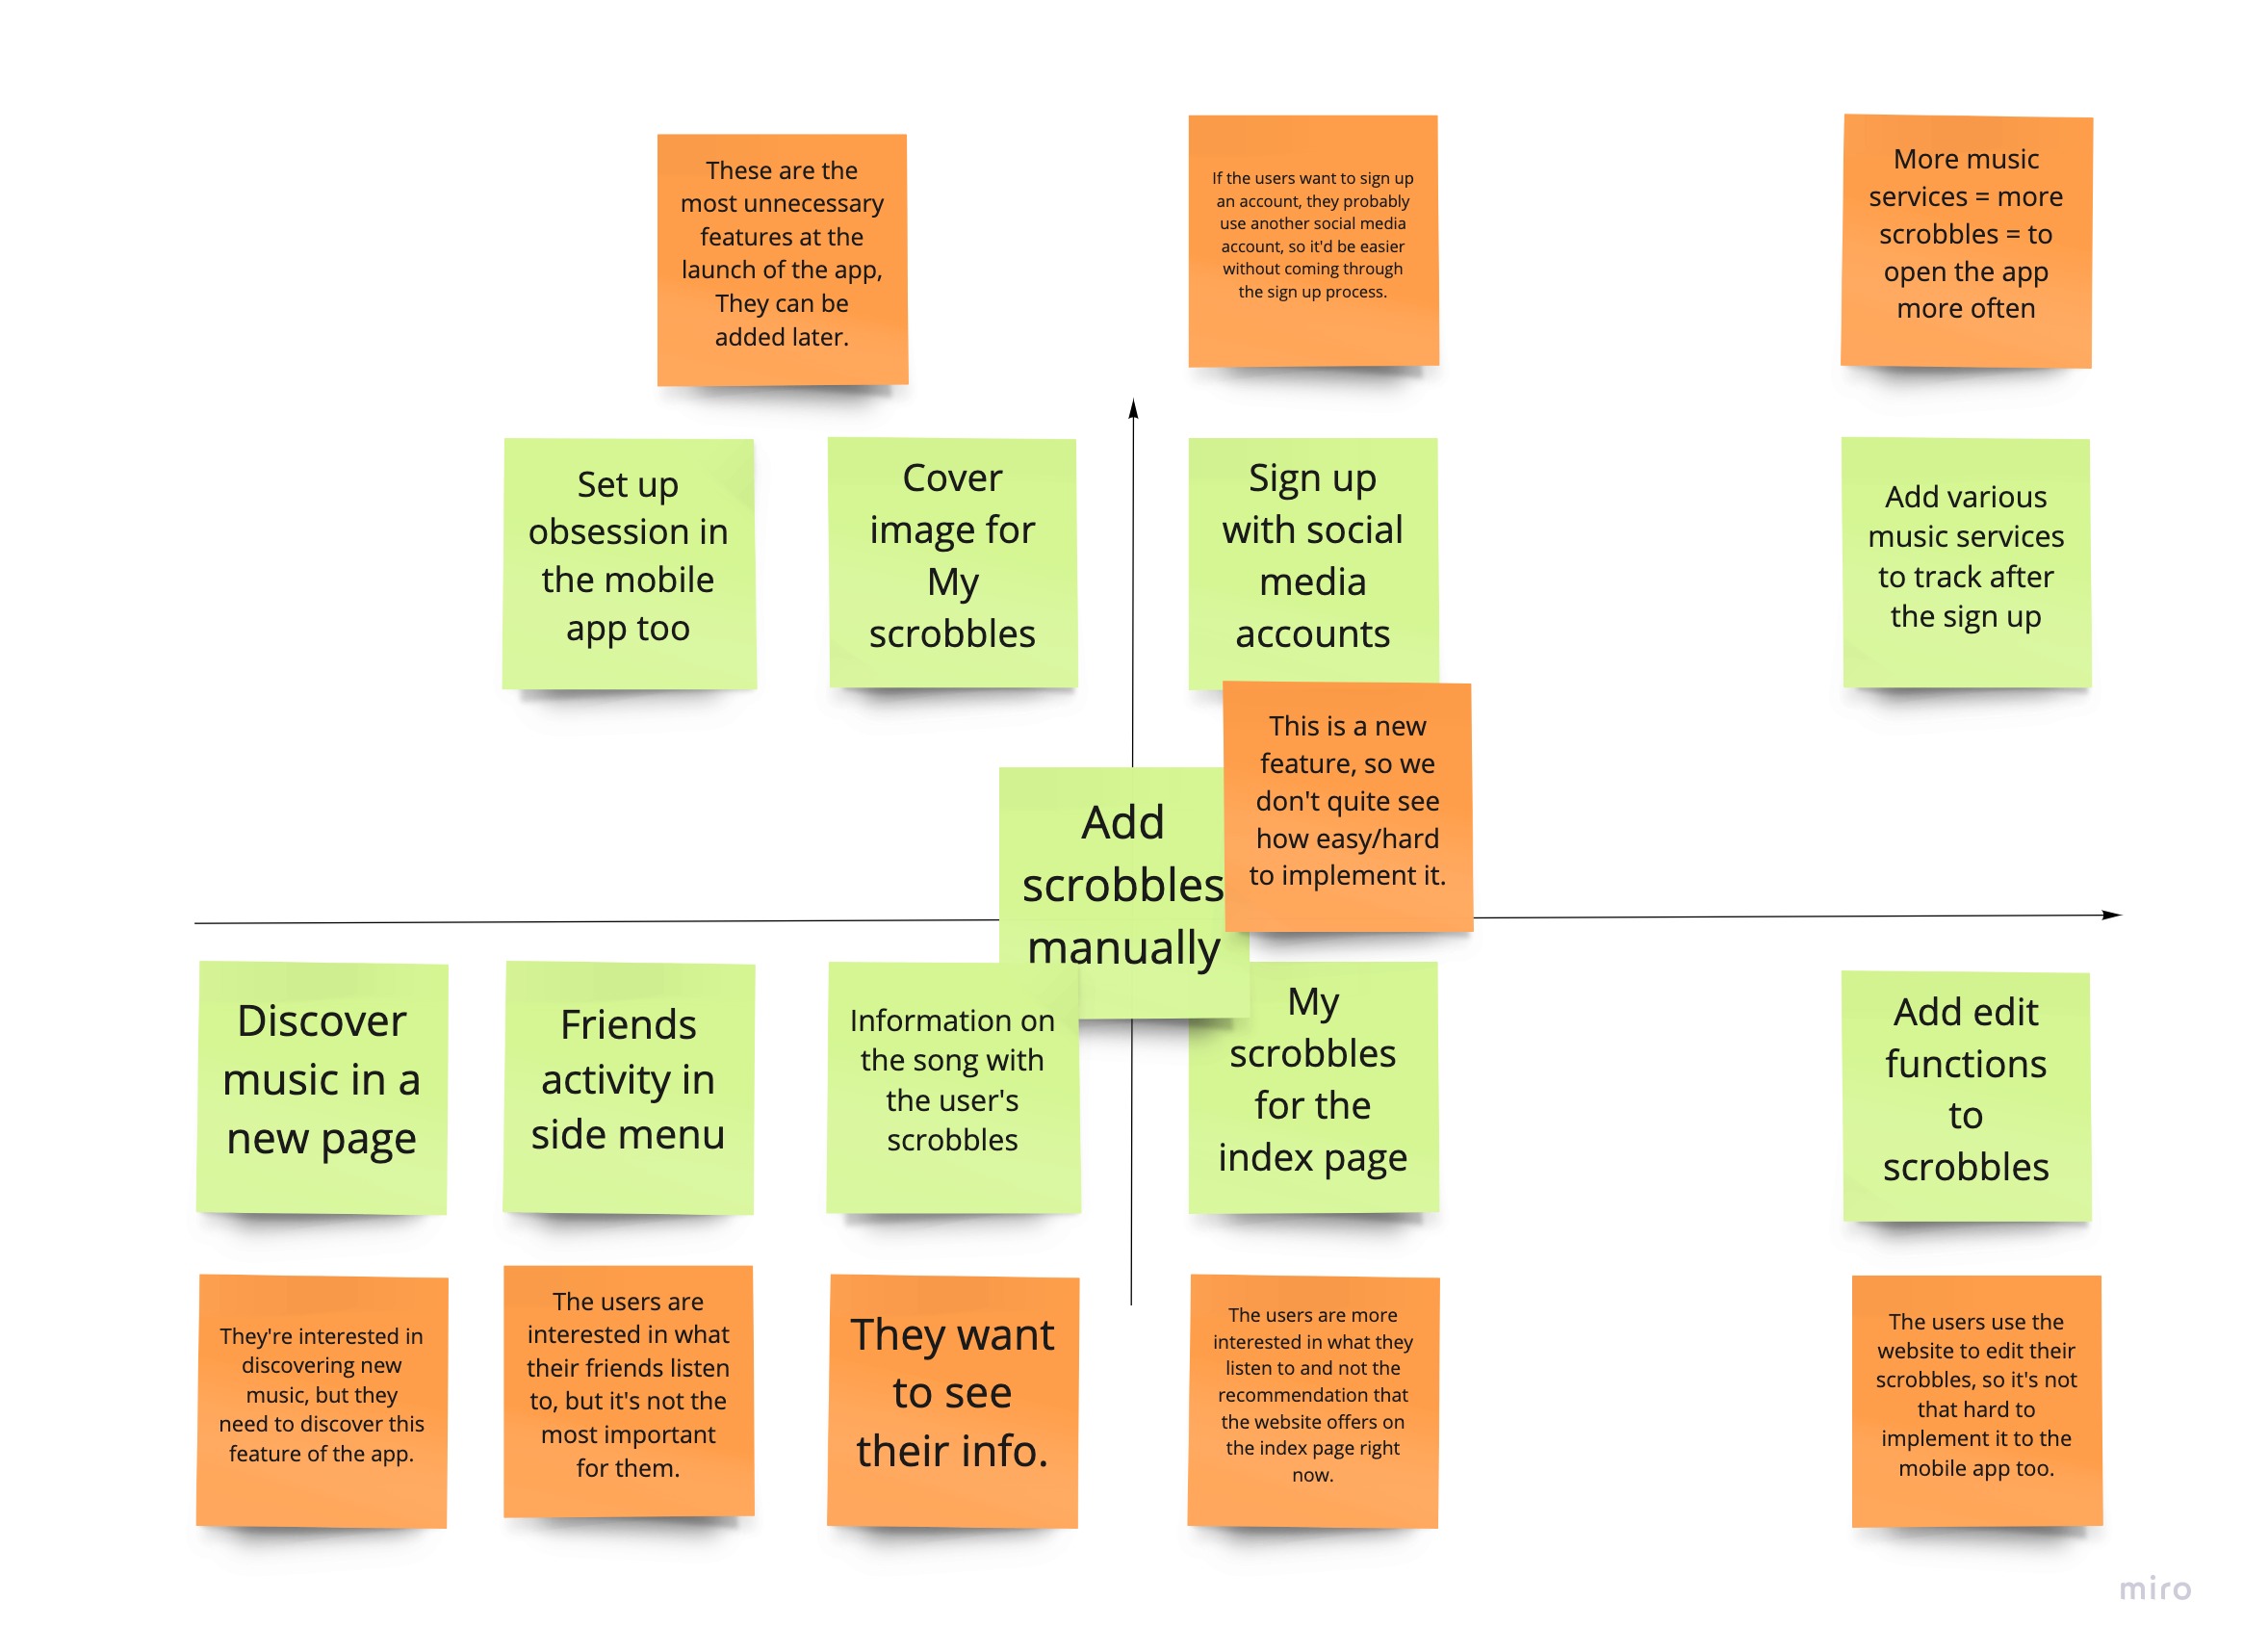 These are the
most unnecessary
features at the
launch of the app,
They can be
added later.
If the users want to sign up
an account, they probably
use another social media
account, so it'd be easier
without coming through
the sign up process.
More music
services = more
scrobbles = to
open the app
more often
Set up
obsession in
the mobile
app too
Cover
image for
My
scrobbles
Sign up
with social
media
accounts
Add various
music services
to track after
the sign up
Add
scrobbles
manually
This is a new
feature, so we
don't quite see
how easy/hard
to implement it.
Discover
music in a
new page
Friends
activity in
side menu
Information on
the song with
the user's
scrobbles
My
scrobbles
for the
index page
Add edit
functions
to
scrobbles
They're interested in
discovering new
music, but they
need to discover this
feature of the app.
The users are
interested in what
their friends listen
to, but it's not the
most important
for them.
They want
to see
their info.
The users are more
interested in what they
listen to and not the
recommendation that
the website offers on
the index page right
now.
The users use the
website to edit their
scrobbles, so it's not
that hard to
implement it to the
mobile app too.
miro